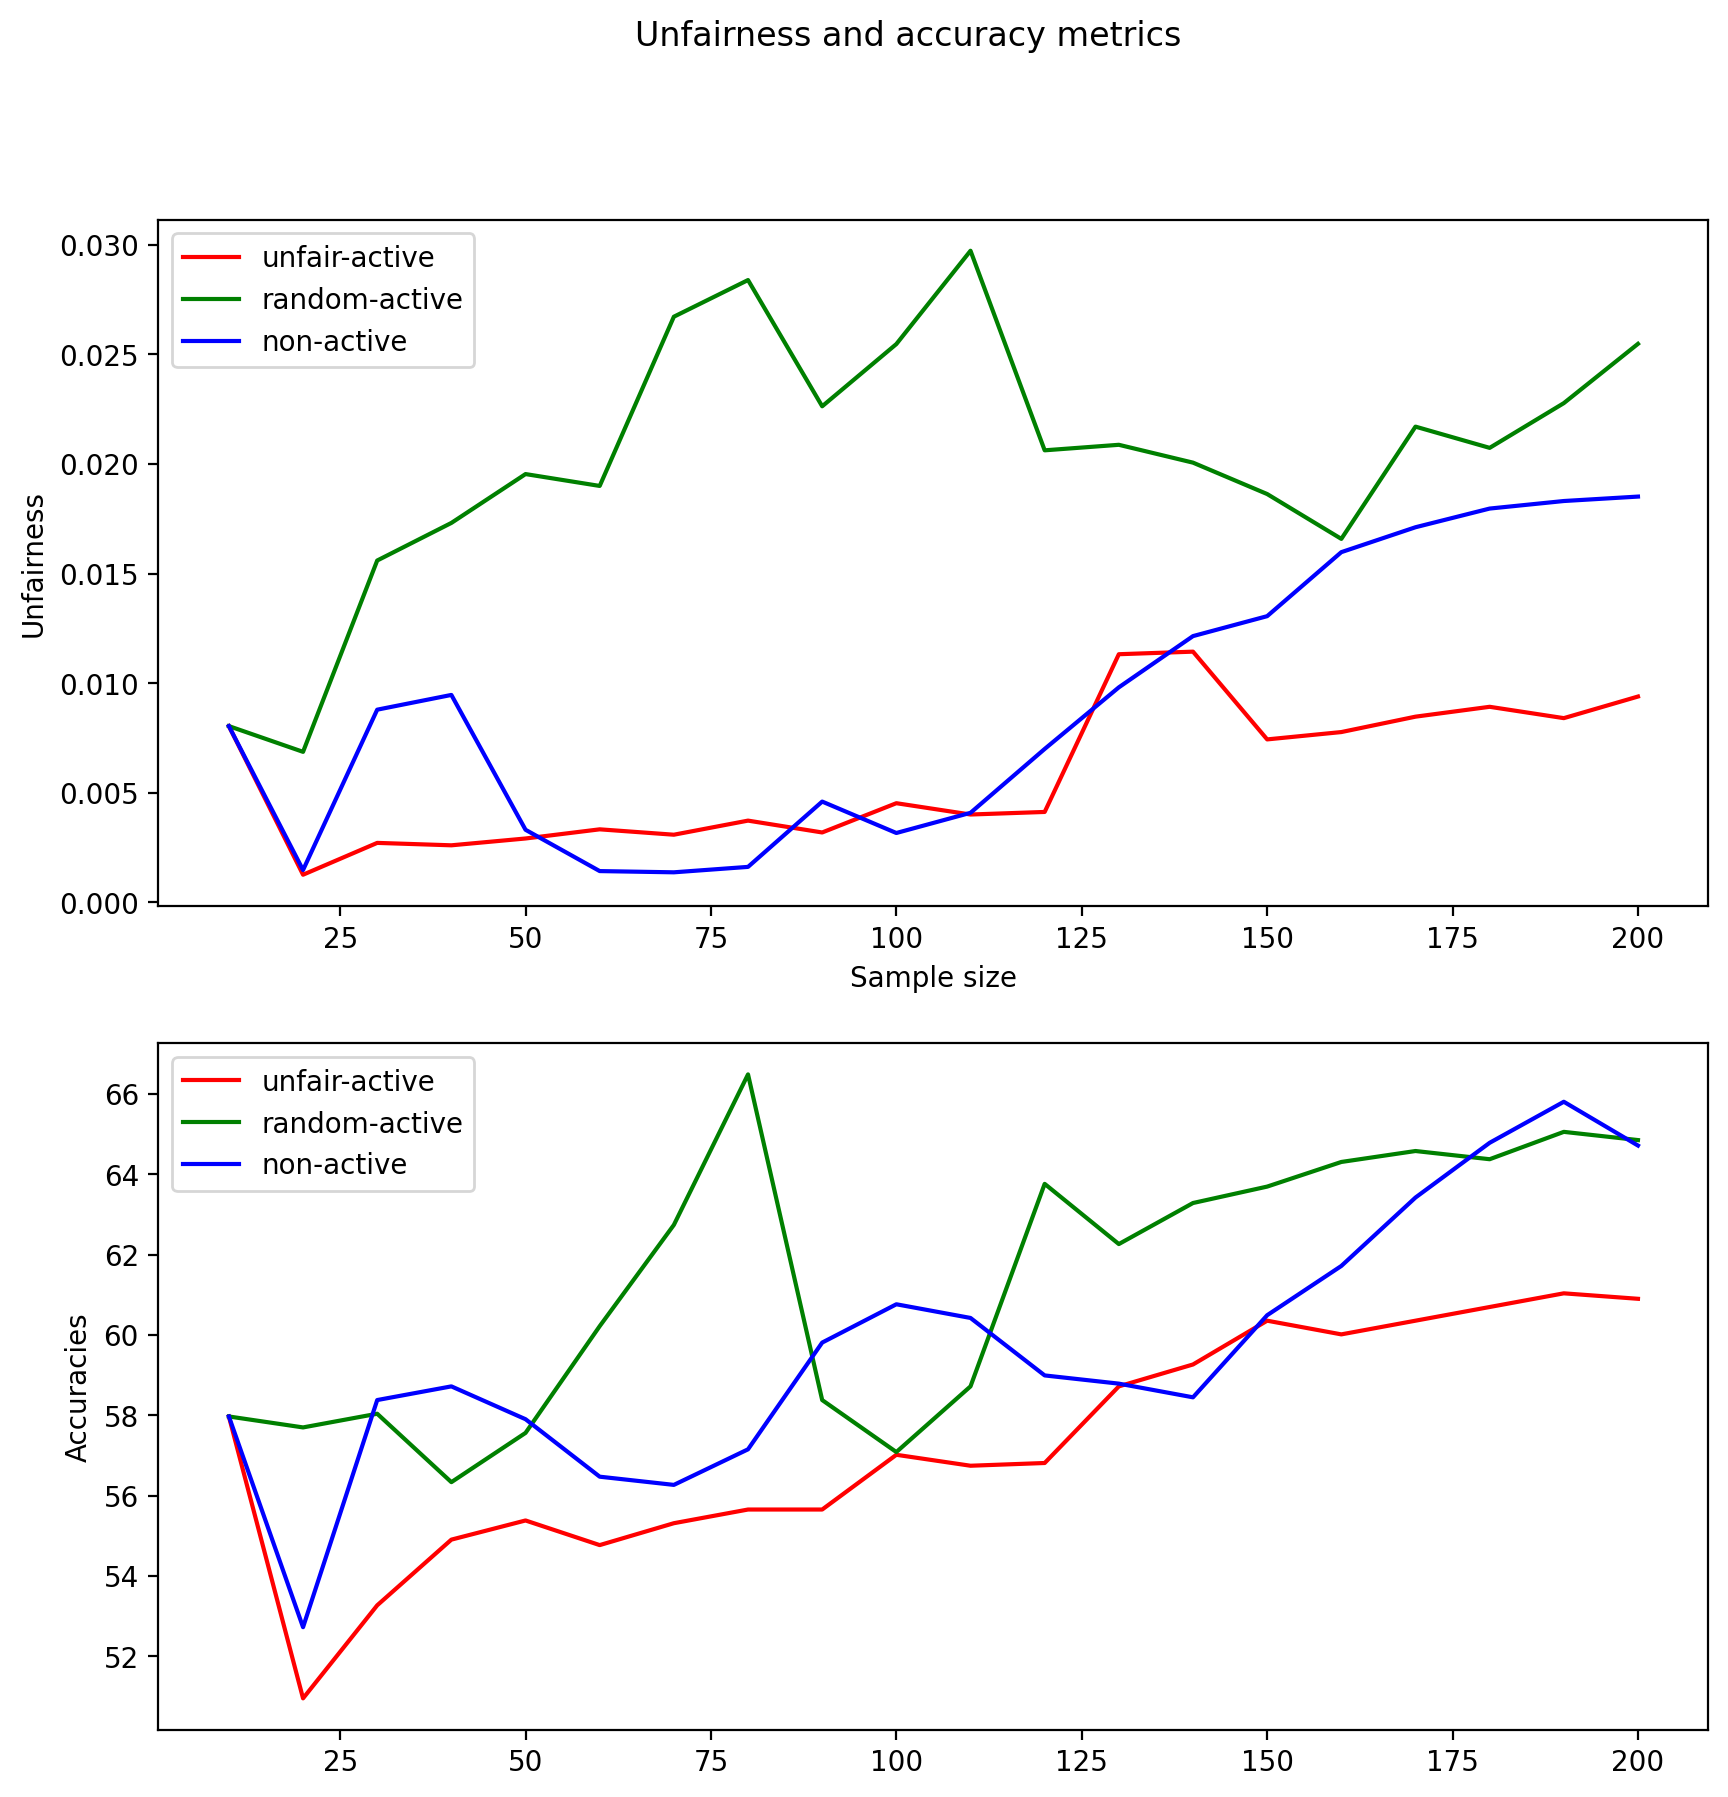 Unfairness and accuracy metrics
unfair-active
random-active
non-active
0.030
0.025
0.020
0.015
0.010
0.005
0.000
Unfairness
25 50 75 100 125 150 175 200
Sample size
unfair-active
random-active
non-active
66
64
62
60
58
56
54
52
Accuracies
25 50 75 100 125 150 175 200